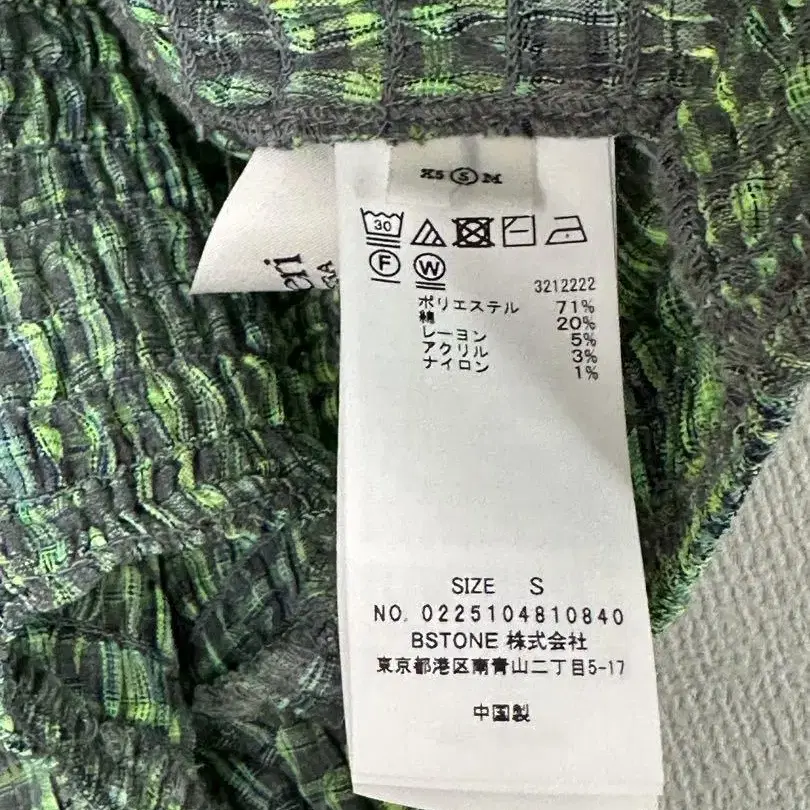 XS S M
30
F W
3212222
ポリエステル 71%
綿 20%
レーヨン 5%
アクリル 3%
ナイロン 1%
SIZE S
NO. 0225104810840
BSTONE 株式会社
東京都港区南青山二丁目5-17
中国製